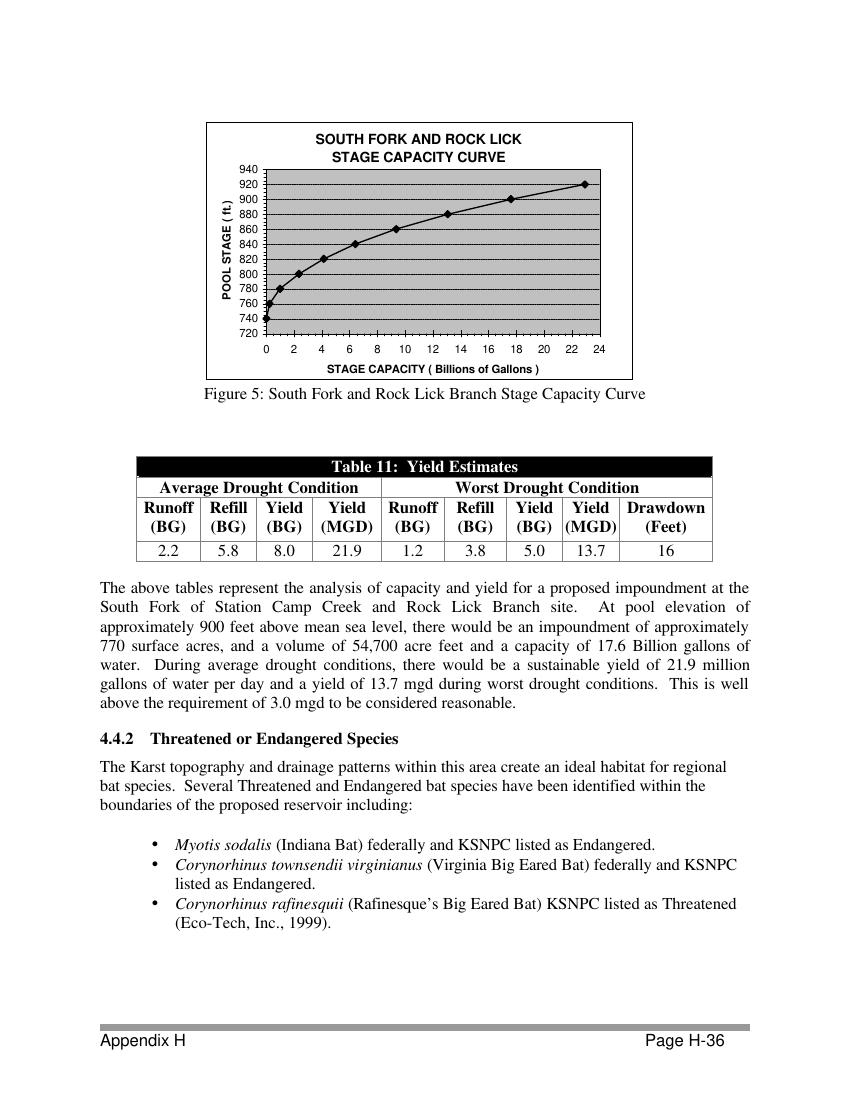 SOUTH FORK AND ROCK LICK
STAGE CAPACITY CURVE
940
920
900
880
860
840
820
800
780
760
740
720
POOL STAGE ( ft.)
0 2 4 6 8 10 12 14 16 18 20 22 24
STAGE CAPACITY ( Billions of Gallons )
Figure 5: South Fork and Rock Lick Branch Stage Capacity Curve
Table 11: Yield Estimates
Average Drought Condition Worst Drought Condition
Runoff Refill Yield Yield Runoff Refill Yield Yield Drawdown
(BG) (BG) (BG) (MGD) (BG) (BG) (BG) (MGD) (Feet)
2.2 5.8 8.0 21.9 1.2 3.8 5.0 13.7 16
The above tables represent the analysis of capacity and yield for a proposed impoundment at the
South Fork of Station Camp Creek and Rock Lick Branch site. At pool elevation of
approximately 900 feet above mean sea level, there would be an impoundment of approximately
770 surface acres, and a volume of 54,700 acre feet and a capacity of 17.6 Billion gallons of
water. During average drought conditions, there would be a sustainable yield of 21.9 million
gallons of water per day and a yield of 13.7 mgd during worst drought conditions. This is well
above the requirement of 3.0 mgd to be considered reasonable.
4.4.2 Threatened or Endangered Species
The Karst topography and drainage patterns within this area create an ideal habitat for regional
bat species. Several Threatened and Endangered bat species have been identified within the
boundaries of the proposed reservoir including:
• Myotis sodalis (Indiana Bat) federally and KSNPC listed as Endangered.
• Corynorhinus townsendii virginianus (Virginia Big Eared Bat) federally and KSNPC
listed as Endangered.
• Corynorhinus rafinesquii (Rafinesque’s Big Eared Bat) KSNPC listed as Threatened
(Eco-Tech, Inc., 1999).
Appendix H Page H-36